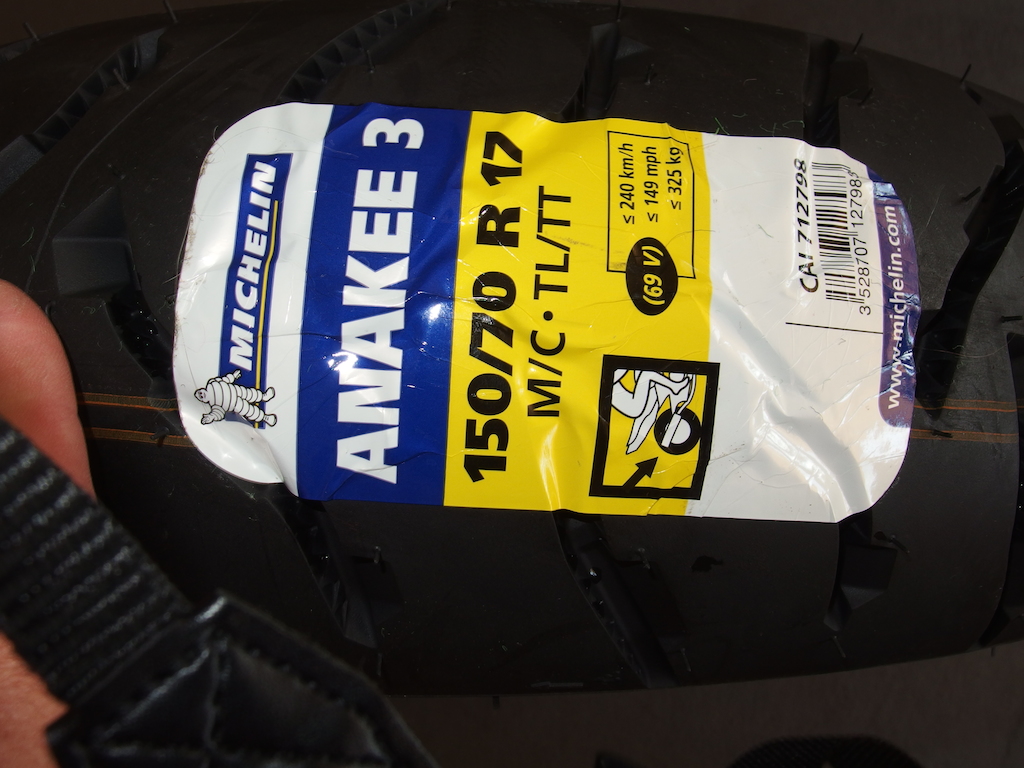 MICHELIN
ANAKEE 3
150/70 R 17
M/C • TL/TT
(69 V)
≤ 240 km/h
≤ 149 mph
≤ 325 kg
CAI 712798
3 528707 127985
www.michelin.com